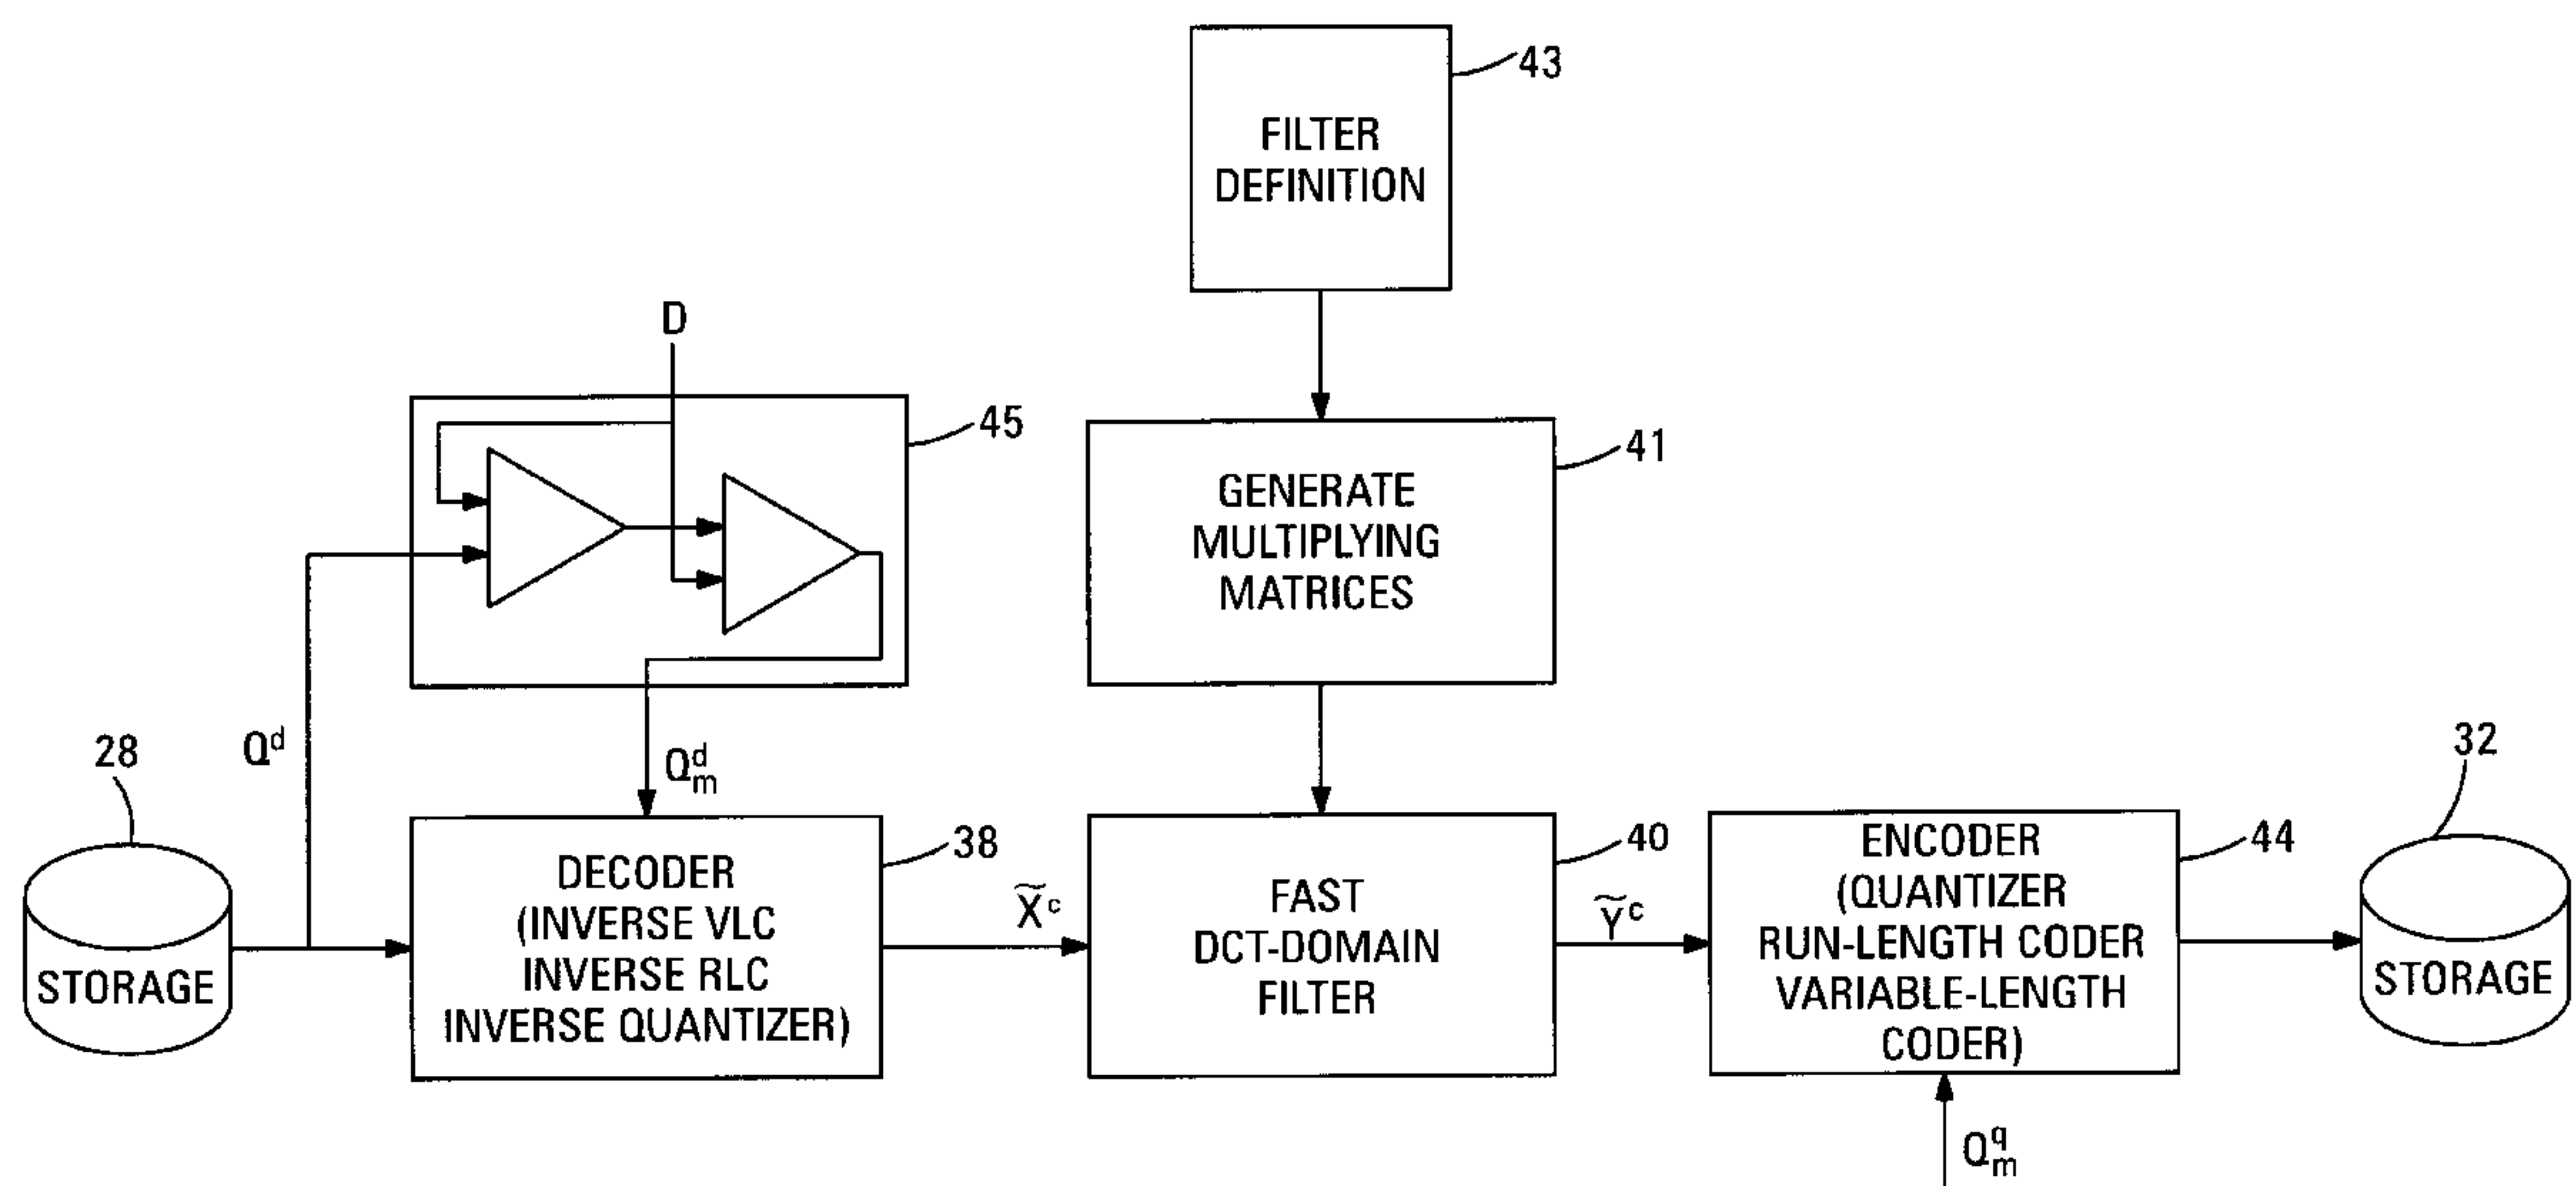 43
FILTER
DEFINITION
D
45
41
GENERATE
MULTIPLYING
MATRICES
Q^d
Q_m^d
28
STORAGE
38
DECODER
(INVERSE VLC
INVERSE RLC
INVERSE QUANTIZER)
X̃^c
40
FAST
DCT-DOMAIN
FILTER
Ỹ^c
44
ENCODER
(QUANTIZER
RUN-LENGTH CODER
VARIABLE-LENGTH
CODER)
32
STORAGE
Q_m^q